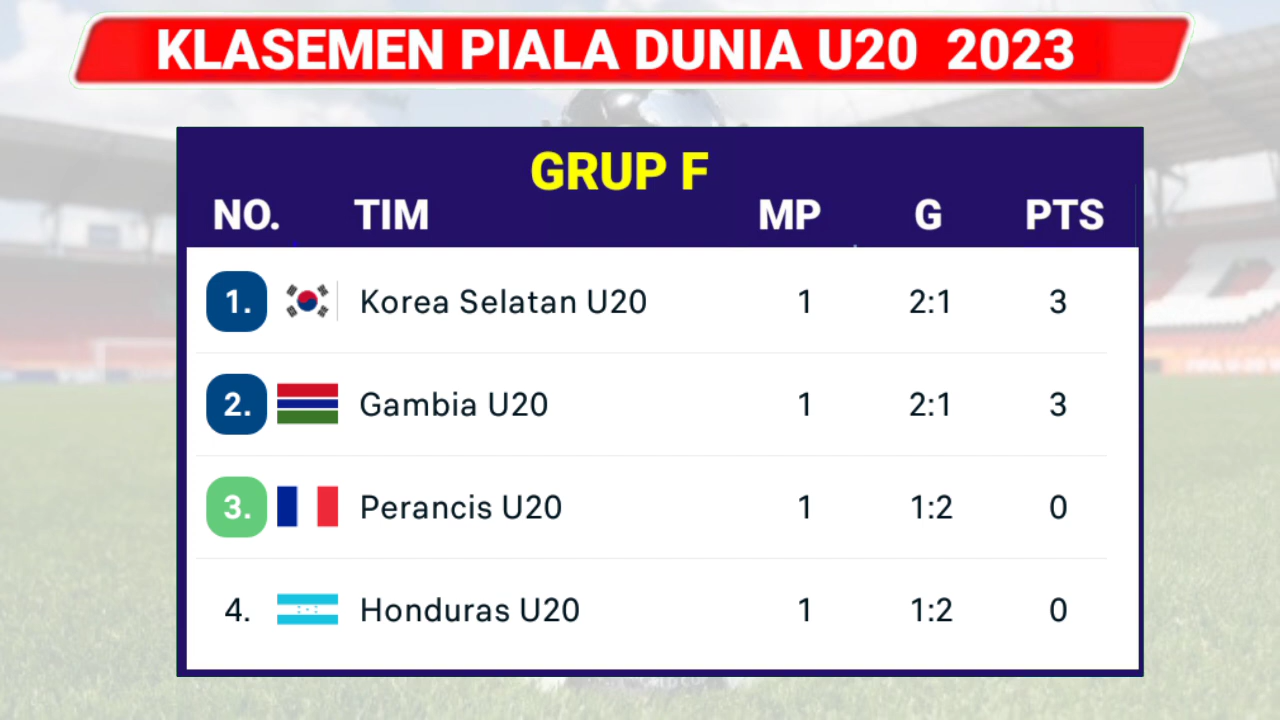 KLASEMEN PIALA DUNIA U20 2023
GRUP F
NO. TIM MP G PTS
1. Korea Selatan U20 1 2:1 3
2. Gambia U20 1 2:1 3
3. Perancis U20 1 1:2 0
4. Honduras U20 1 1:2 0